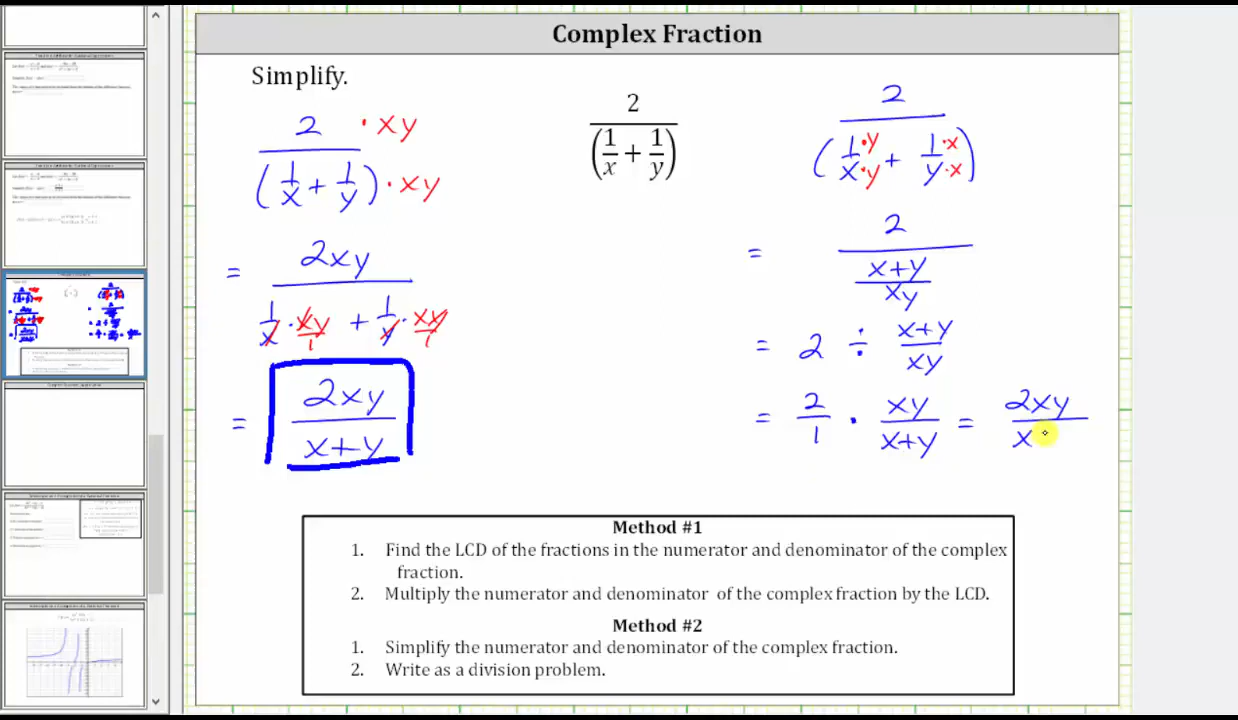 Complex Fraction
Simplify.
2 · xy
(1/x + 1/y) · xy
= 2xy
1/x · xy/1 + 1/y · xy/1
= 2xy
x+y
2
(1/x + 1/y)
2
(1·y/x·y + 1·x/y·x)
= 2
x+y
xy
= 2 ÷ x+y/xy
= 2/1 · xy/x+y = 2xy/x
Method #1
1. Find the LCD of the fractions in the numerator and denominator of the complex
fraction.
2. Multiply the numerator and denominator of the complex fraction by the LCD.
Method #2
1. Simplify the numerator and denominator of the complex fraction.
2. Write as a division problem.